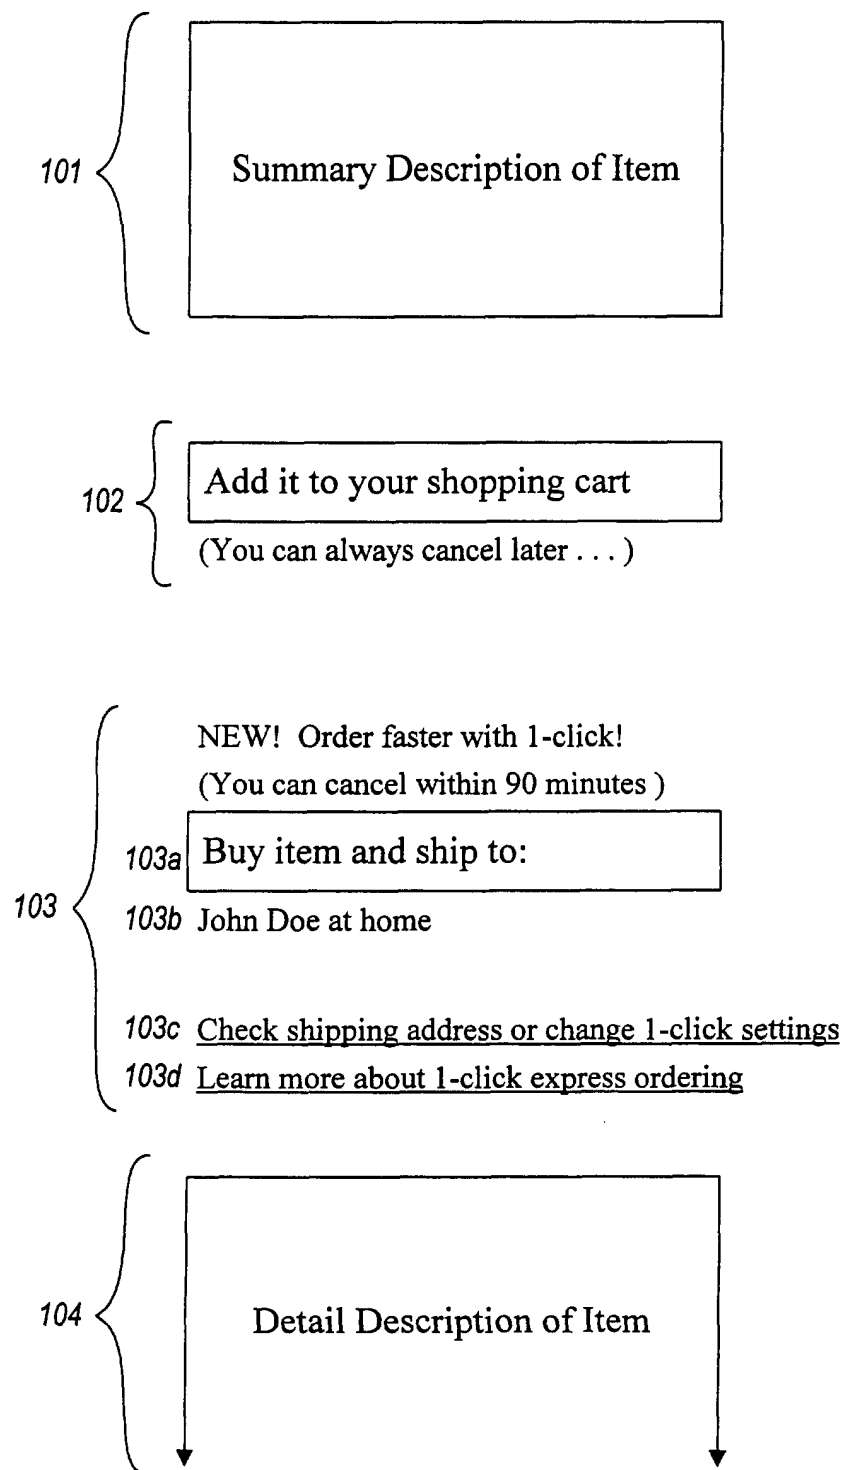 101
Summary Description of Item
102
Add it to your shopping cart
(You can always cancel later . . . )
103
NEW!  Order faster with 1-click!
(You can cancel within 90 minutes )
103a Buy item and ship to:
103b John Doe at home
103c Check shipping address or change 1-click settings
103d Learn more about 1-click express ordering
104
Detail Description of Item